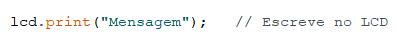 lcd.print("Mensagem");   // Escreve no LCD